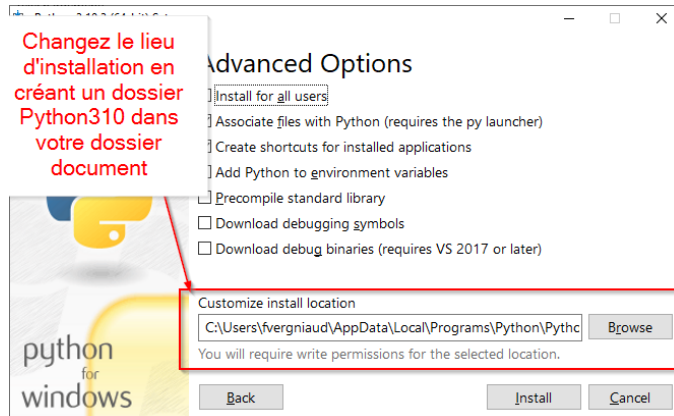 Changez le lieu
d'installation en
créant un dossier
Python310 dans
votre dossier
document
Advanced Options
Install for all users
Associate files with Python (requires the py launcher)
Create shortcuts for installed applications
Add Python to environment variables
Precompile standard library
Download debugging symbols
Download debug binaries (requires VS 2017 or later)
Customize install location
C:\Users\fvergniaud\AppData\Local\Programs\Python\Pythc
Browse
You will require write permissions for the selected location.
python
for
windows
Back
Install
Cancel